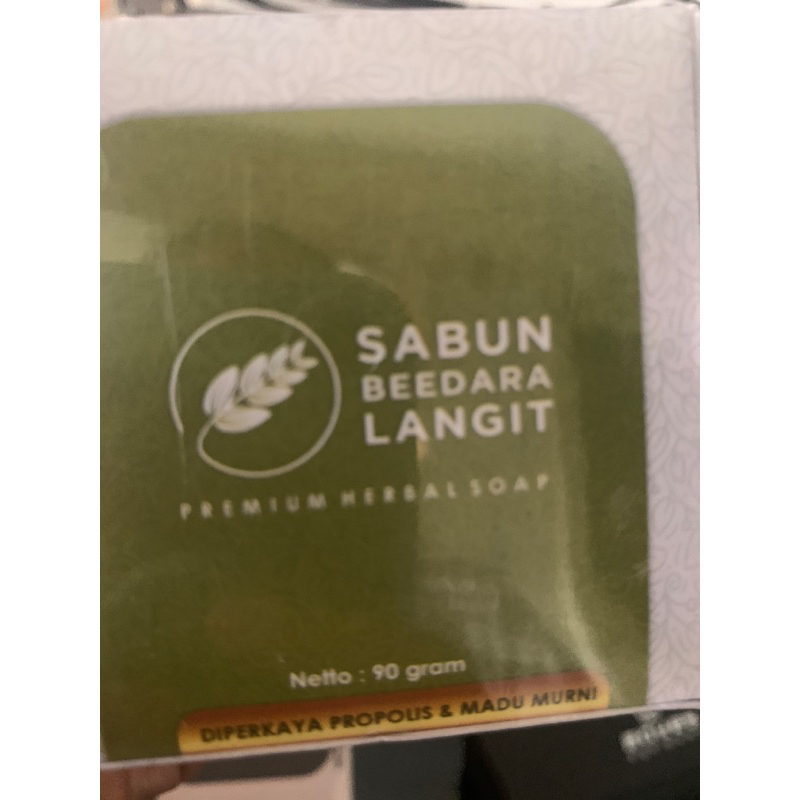 SABUN
BEEDARA
LANGIT
PREMIUM HERBAL SOAP
Netto : 90 gram
DIPERKAYA PROPOLIS & MADU MURNI